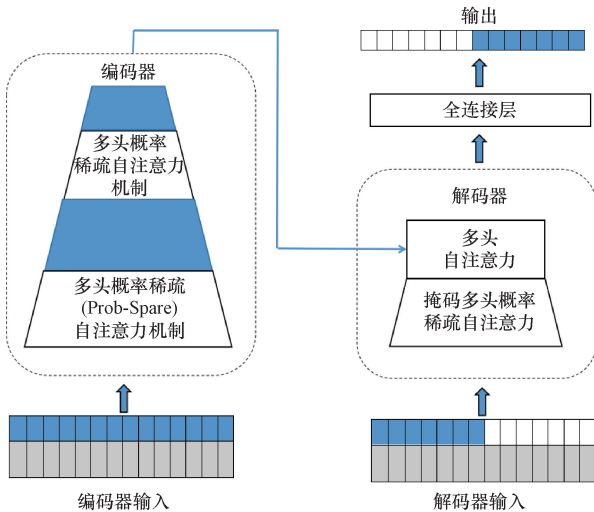 编码器
多头概率
稀疏自注意力
机制
多头概率稀疏
(Prob-Spare)
自注意力机制
编码器输入
输出
全连接层
解码器
多头
自注意力
掩码多头概率
稀疏自注意力
解码器输入